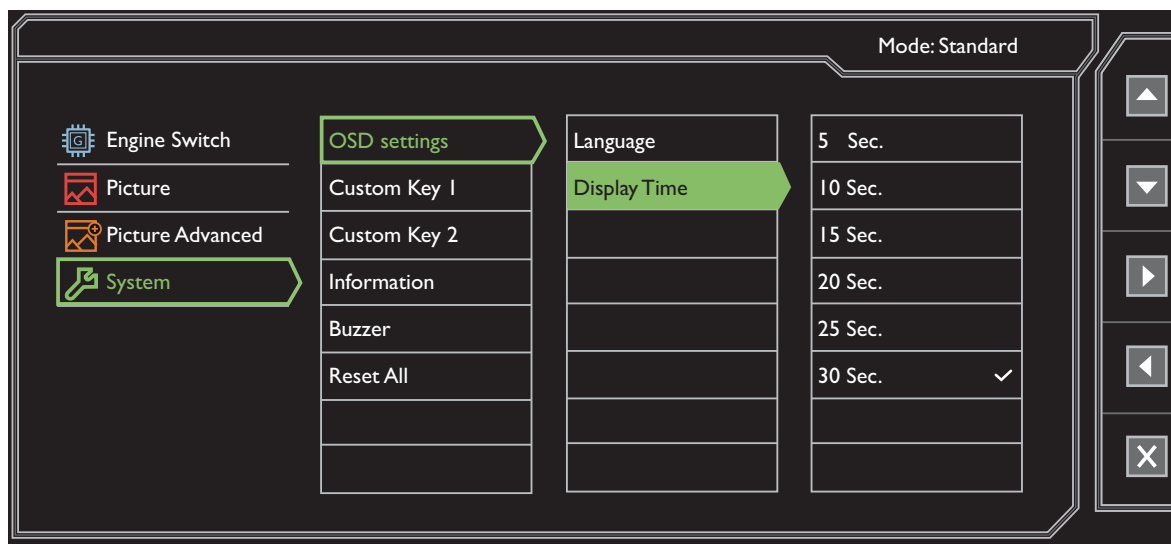 Mode: Standard
G Engine Switch
Picture
Picture Advanced
System
OSD settings
Custom Key 1
Custom Key 2
Information
Buzzer
Reset All
Language
Display Time
5 Sec.
10 Sec.
15 Sec.
20 Sec.
25 Sec.
30 Sec.
X